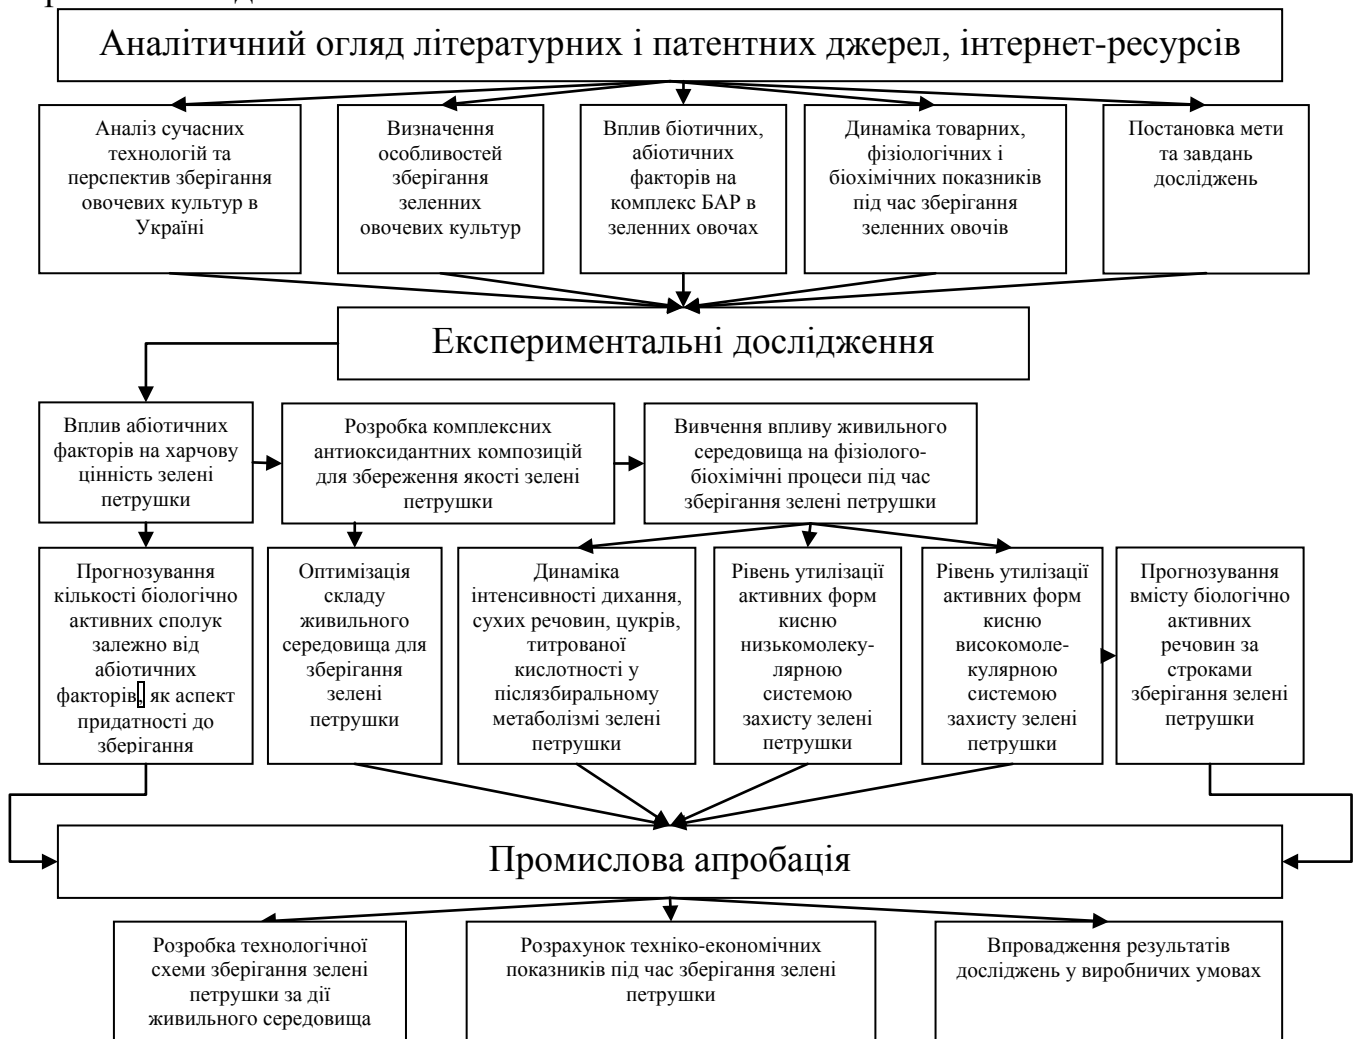 Аналітичний огляд літературних і патентних джерел, інтернет-ресурсів
Аналіз сучасних
технологій та
перспектив зберігання
овочевих культур в
Україні
Визначення
особливостей
зберігання
зеленних
овочевих культур
Вплив біотичних,
абіотичних
факторів на
комплекс БАР в
зеленних овочах
Динаміка товарних,
фізіологічних і
біохімічних показників
під час зберігання
зеленних овочів
Постановка мети
та завдань
досліджень
Експериментальні дослідження
Вплив абіотичних
факторів на харчову
цінність зелені
петрушки
Розробка комплексних
антиоксидантних композицій
для збереження якості зелені
петрушки
Вивчення впливу живильного
середовища на фізіолого-
біохімічні процеси під час
зберігання зелені петрушки
Прогнозування
кількості біологічно
активних сполук
залежно від
абіотичних
факторів, як аспект
придатності до
зберігання
Оптимізація
складу
живильного
середовища для
зберігання
зелені
петрушки
Динаміка
інтенсивності дихання,
сухих речовин, цукрів,
титрованої
кислотності у
післязбиральному
метаболізмі зелені
петрушки
Рівень утилізації
активних форм
кисню
низькомолеку-
лярною
системою
захисту зелені
петрушки
Рівень утилізації
активних форм
кисню
високомоле-
кулярною
системою
захисту зелені
петрушки
Прогнозування
вмісту біологічно
активних
речовин за
строками
зберігання зелені
петрушки
Промислова апробація
Розробка технологічної
схеми зберігання зелені
петрушки за дії
живильного середовища
Розрахунок техніко-економічних
показників під час зберігання зелені
петрушки
Впровадження результатів
досліджень у виробничих умовах